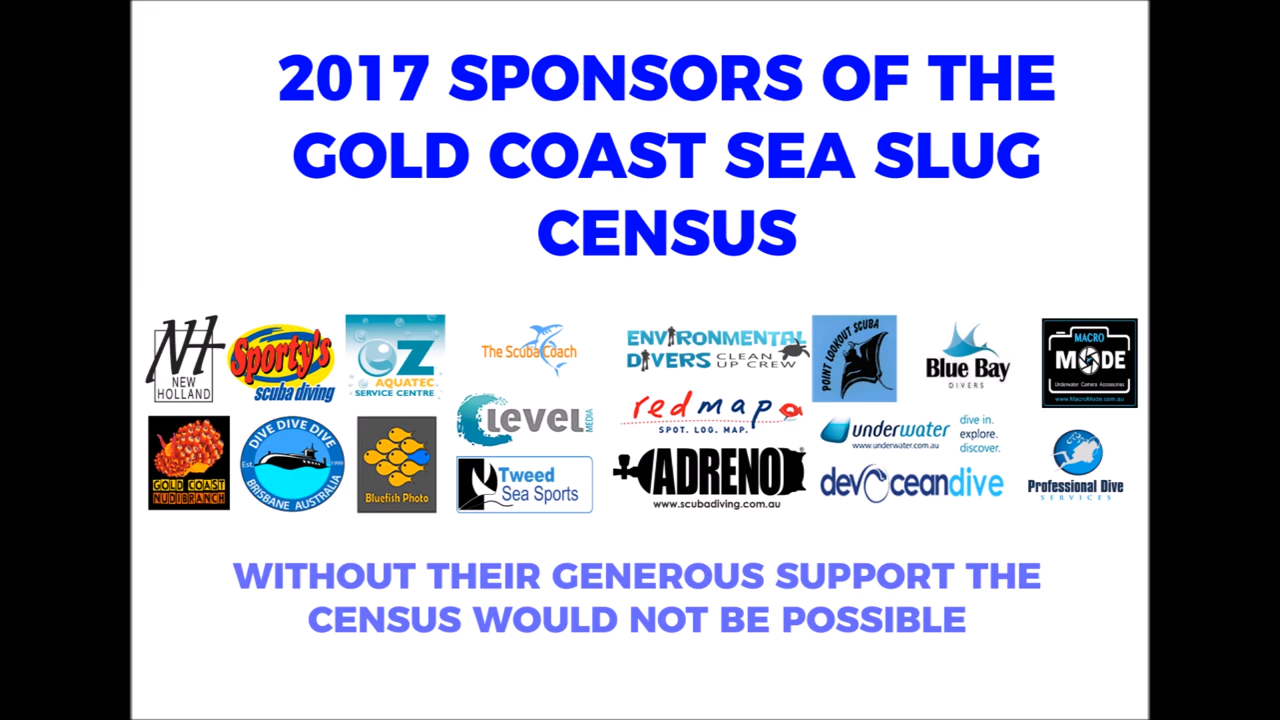 2017 SPONSORS OF THE
GOLD COAST SEA SLUG
CENSUS
NH
NEW
HOLLAND
Sporty's
scuba diving
OZ
AQUATEC
SERVICE CENTRE
The Scuba Coach
ENVIRONMENTAL
DIVERS CLEAN
UP CREW
POINT LOOKOUT SCUBA
Blue Bay
DIVERS
MACRO
MODE
Underwater Camera Accessories
www.MacroMode.com.au
GOLD COAST
NUDIBRANCH
DIVE DIVE DIVE
Est. 1999
BRISBANE AUSTRALIA
Bluefish Photo
Level
MEDIA
Tweed
Sea Sports
redmap
SPOT. LOG. MAP.
ADRENO
www.scubadiving.com.au
underwater
www.underwater.com.au
dive in.
explore.
discover.
devOceandive
Professional Dive
SERVICES
WITHOUT THEIR GENEROUS SUPPORT THE
CENSUS WOULD NOT BE POSSIBLE